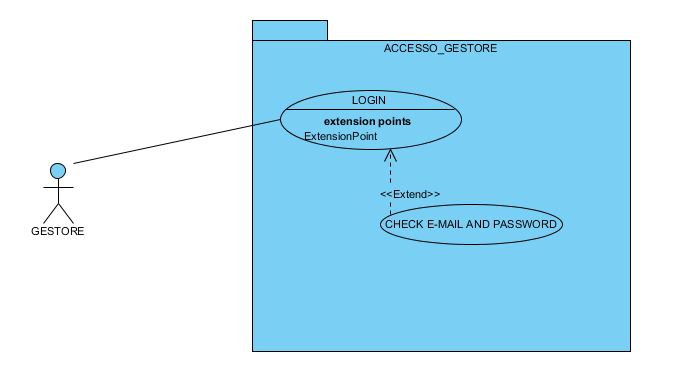 ACCESSO_GESTORE
LOGIN
extension points
ExtensionPoint
<<Extend>>
CHECK E-MAIL AND PASSWORD
GESTORE